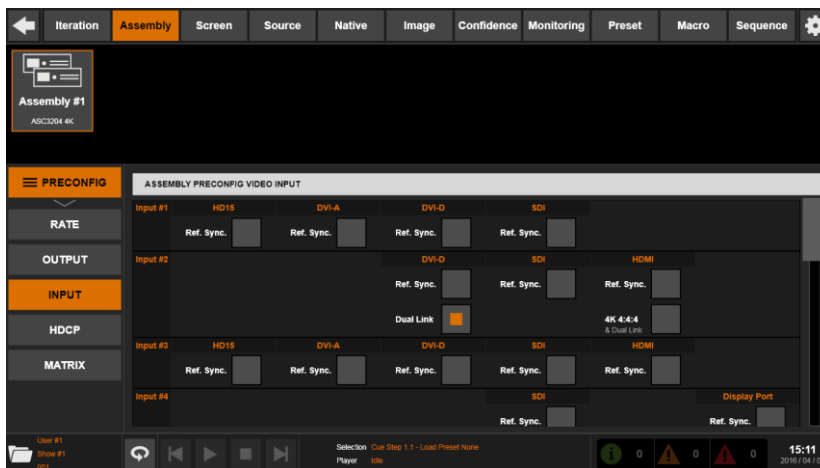 Iteration Assembly Screen Source Native Image Confidence Monitoring Preset Macro Sequence
Assembly #1
ASC3204 4K
PRECONFIG
RATE
OUTPUT
INPUT
HDCP
MATRIX
ASSEMBLY PRECONFIG VIDEO INPUT
Input #1 HD15 DVI-A DVI-D SDI
Ref. Sync. Ref. Sync. Ref. Sync. Ref. Sync.
Input #2 DVI-D SDI HDMI
Ref. Sync. Ref. Sync. Ref. Sync.
Dual Link 4K 4:4:4
& Dual Link
Input #3 HD15 DVI-A DVI-D SDI HDMI
Ref. Sync. Ref. Sync. Ref. Sync. Ref. Sync. Ref. Sync.
Input #4 SDI Display Port
Ref. Sync. Ref. Sync.
User #1
Show #1
001
Selection Cue Step 1.1 - Load Preset None
Player Idle
0 0 0
15:11
2016 / 04 /